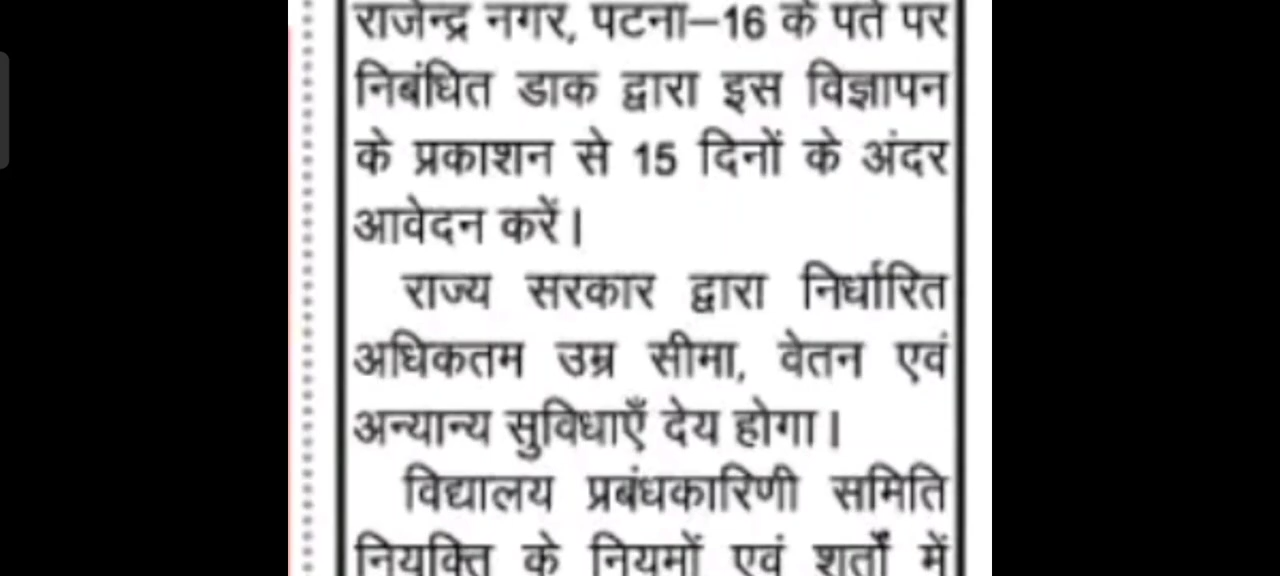 राजेन्द्र नगर, पटना–16 के पते पर
निबंधित डाक द्वारा इस विज्ञापन
के प्रकाशन से 15 दिनों के अंदर
आवेदन करें।
राज्य सरकार द्वारा निर्धारित
अधिकतम उम्र सीमा, वेतन एवं
अन्यान्य सुविधाएँ देय होगा।
विद्यालय प्रबंधकारिणी समिति
नियुक्ति के नियमों एवं शर्तों में